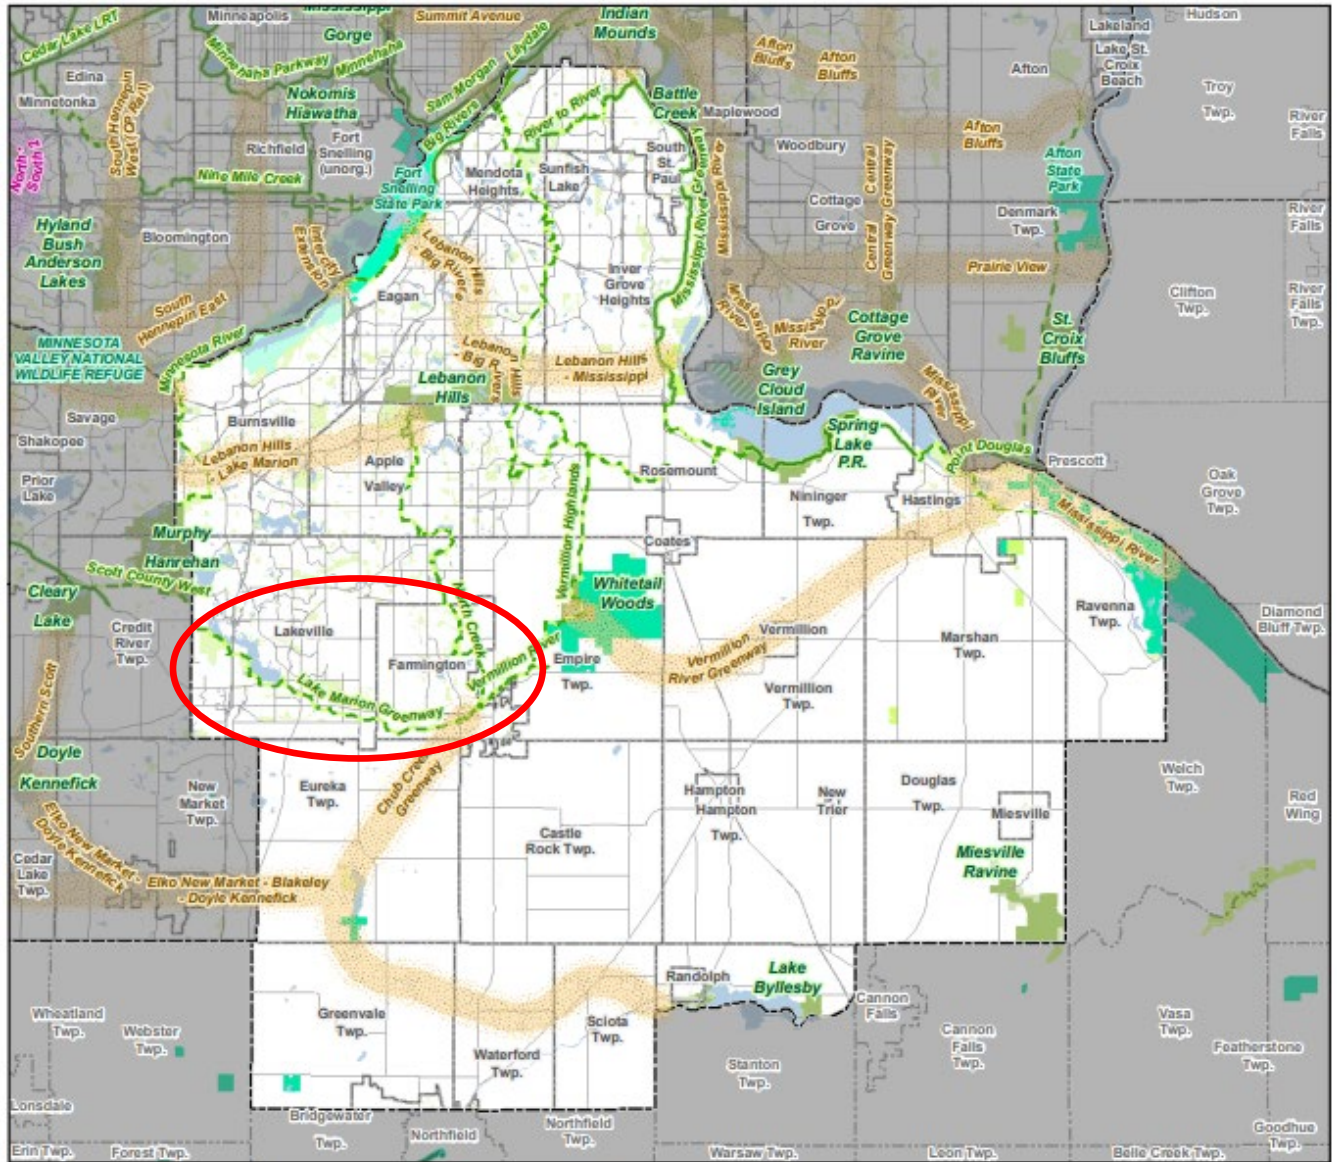 Minneapolis
Mississippi
Gorge
Summit Avenue
Indian
Mounds
Lakeland
Hudson
Cedar Lake LRT
Minnehaha Parkway
Minnehaha
Lilydale
Afton
Bluffs
Afton
Bluffs
Lake St.
Croix
Beach
Afton
Edina
Minnetonka
Nokomis
Hiawatha
Sam Morgan
Big Rivers
River to River
Battle
Creek
Maplewood
Troy
Twp.
River
Falls
South Hennepin
West (CP Rail)
Richfield
Fort
Snelling
(unorg.)
Woodbury
Afton
Bluffs
North -
South 1
Nine Mile Creek
Fort
Snelling
State Park
Mendota
Heights
Sunfish
Lake
South
St.
Paul
Afton
State
Park
Cottage
Grove
Denmark
Twp.
River
Falls
Hyland
Bush
Anderson
Lakes
Bloomington
Intercity
Extension
Lebanon Hills
Big Rivers
Mississippi River Greenway
Mississippi River
Central
Greenway
Central
Greenway
Prairie View
Eagan
Inver
Grove
Heights
South
Hennepin East
Clifton
Twp.
River
Falls
Twp.
Mississippi
River
Mississippi
River
Cottage
Grove
Ravine
St.
Croix
Bluffs
MINNESOTA
VALLEY NATIONAL
WILDLIFE REFUGE
Minnesota River
Lebanon Hills
- Big Rivers
Lebanon Hills
- Mississippi
Lebanon
Hills
Grey
Cloud
Island
Mississippi
River
Savage
Burnsville
Shakopee
Lebanon Hills
- Lake Marion
Apple
Valley
Spring
Lake
P.R.
Point Douglas
Prescott
Prior
Lake
Rosemount
Nininger
Twp.
Hastings
Oak
Grove
Twp.
Mississippi River
Murphy
Hanrehan
Vermillion Highlands
Coates
Scott County West
Cleary
Lake
Whitetail
Woods
Ravenna
Twp.
Diamond
Bluff Twp.
Credit
River
Twp.
Lakeville
North Creek
Farmington
Vermillion River
Empire
Twp.
Vermillion
River Greenway
Vermillion
Marshan
Twp.
Lake Marion Greenway
Vermillion
Twp.
Southern Scott
Doyle
Kennefick
New
Market
Twp.
Eureka
Twp.
Chub Creek
Greenway
Hampton
Hampton
Twp.
New
Trier
Douglas
Twp.
Welch
Twp.
Miesville
Red
Wing
Elko New Market -
Doyle Kennefick
Castle
Rock Twp.
Miesville
Ravine
Cedar
Lake
Twp.
Elko New Market - Blakeley
- Doyle Kennefick
Randolph
Lake
Byllesby
Cannon
Falls
Wheatland
Twp.
Webster
Twp.
Greenvale
Twp.
Sciota
Twp.
Cannon
Falls
Twp.
Vasa
Twp.
Featherstone
Twp.
Waterford
Twp.
Stanton
Twp.
Lonsdale
Bridgewater
Twp.
Northfield
Northfield
Twp.
Goodhue
Twp.
Erin Twp.
Forest Twp.
Warsaw Twp.
Leon Twp.
Belle Creek Twp.